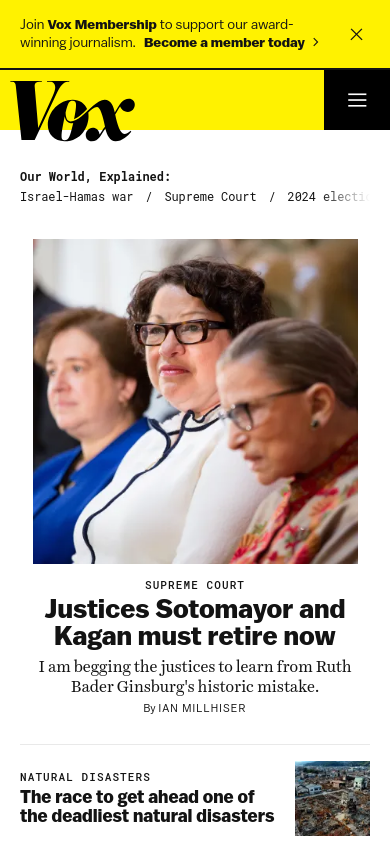 Join Vox Membership to support our award-
winning journalism. Become a member today
Vox
Our World, Explained:
Israel-Hamas war / Supreme Court / 2024 electi
SUPREME COURT
Justices Sotomayor and
Kagan must retire now
I am begging the justices to learn from Ruth
Bader Ginsburg's historic mistake.
By IAN MILLHISER
NATURAL DISASTERS
The race to get ahead one of
the deadliest natural disasters